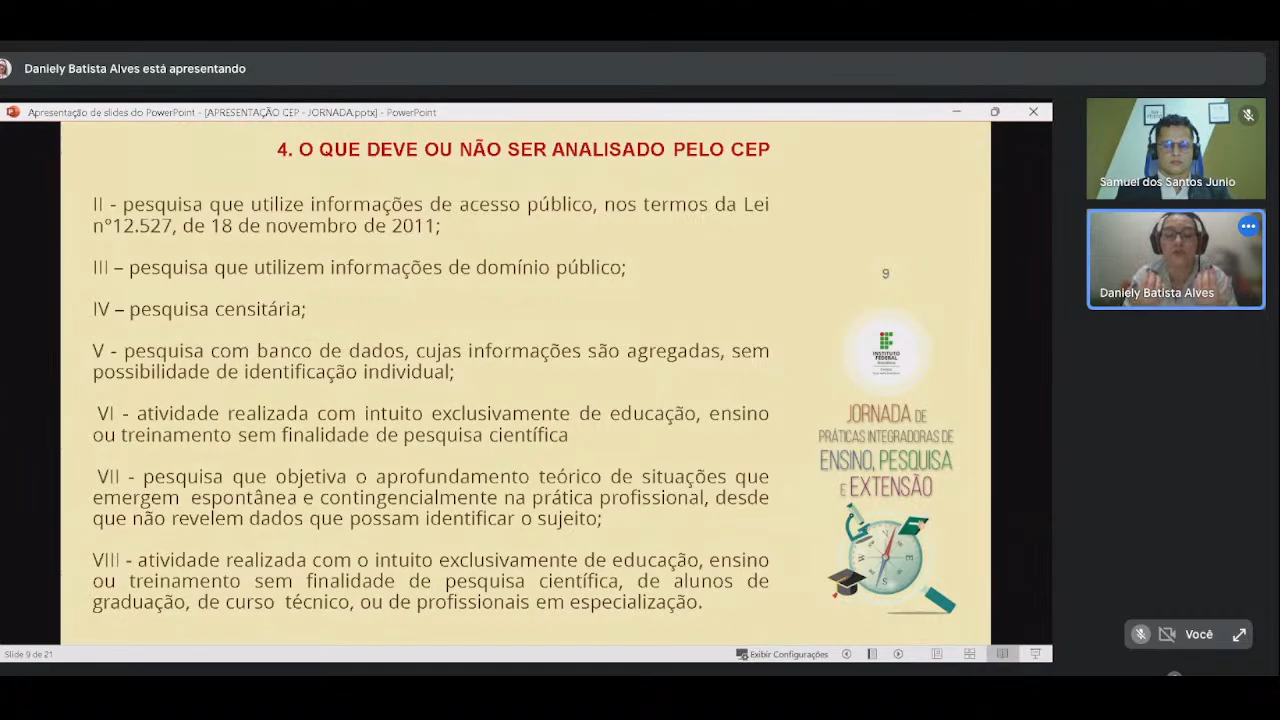 Daniely Batista Alves está apresentando
Apresentação de slides do PowerPoint - [APRESENTAÇÃO CEP - JORNADA.pptx] - PowerPoint
4. O QUE DEVE OU NÃO SER ANALISADO PELO CEP
II - pesquisa que utilize informações de acesso público, nos termos da Lei
nº12.527, de 18 de novembro de 2011;
III – pesquisa que utilizem informações de domínio público;
IV – pesquisa censitária;
V - pesquisa com banco de dados, cujas informações são agregadas, sem
possibilidade de identificação individual;
VI - atividade realizada com intuito exclusivamente de educação, ensino
ou treinamento sem finalidade de pesquisa científica
VII - pesquisa que objetiva o aprofundamento teórico de situações que
emergem espontânea e contingencialmente na prática profissional, desde
que não revelem dados que possam identificar o sujeito;
VIII - atividade realizada com o intuito exclusivamente de educação, ensino
ou treinamento sem finalidade de pesquisa científica, de alunos de
graduação, de curso técnico, ou de profissionais em especialização.
9
INSTITUTO
FEDERAL
JORNADA DE
PRÁTICAS INTEGRADORAS DE
ENSINO, PESQUISA
E EXTENSÃO
Slide 9 de 21
Exibir Configurações
Samuel dos Santos Junio
Daniely Batista Alves
Você